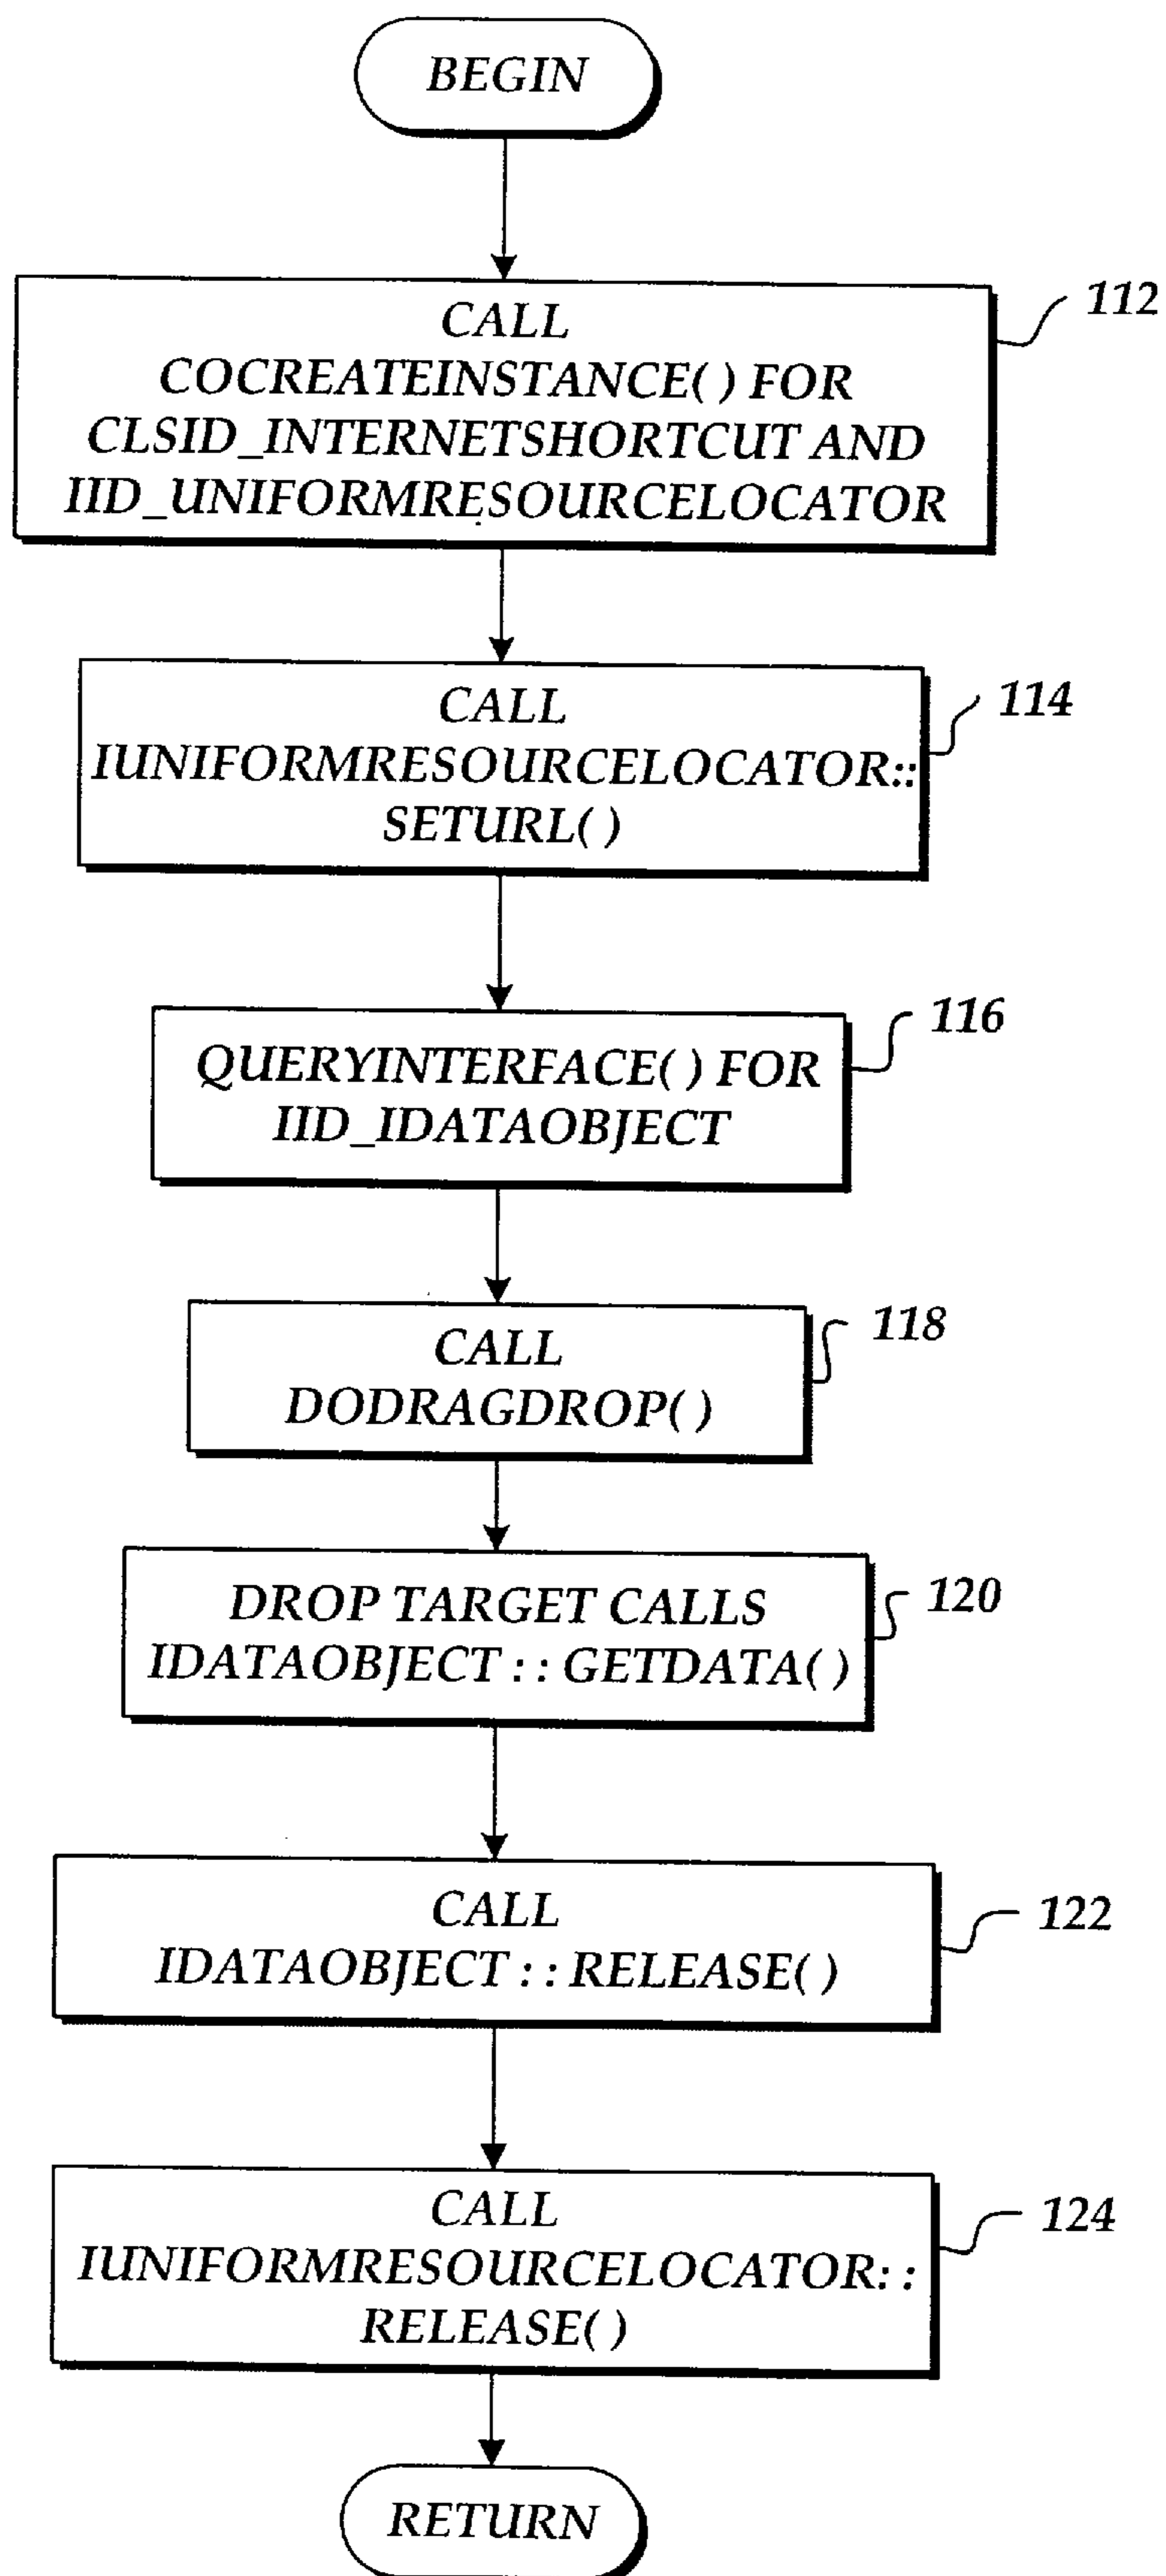 BEGIN
CALL
COCREATEINSTANCE( ) FOR
CLSID_INTERNETSHORTCUT AND
IID_UNIFORMRESOURCELOCATOR
112
CALL
IUNIFORMRESOURCELOCATOR::
SETURL( )
114
QUERYINTERFACE( ) FOR
IID_IDATAOBJECT
116
CALL
DODRAGDROP( )
118
DROP TARGET CALLS
IDATAOBJECT : : GETDATA( )
120
CALL
IDATAOBJECT : : RELEASE( )
122
CALL
IUNIFORMRESOURCELOCATOR: :
RELEASE( )
124
RETURN